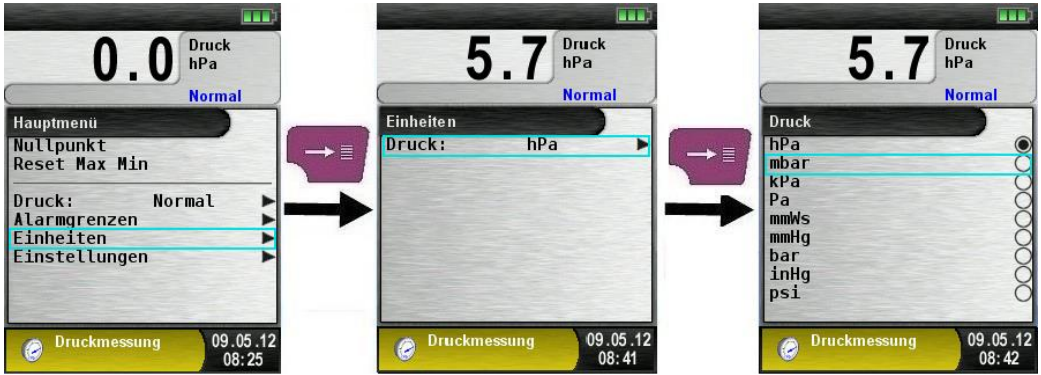 0.0 Druck
hPa
Normal
Hauptmenü
Nullpunkt
Reset Max Min
Druck: Normal
Alarmgrenzen
Einheiten
Einstellungen
Druckmessung 09.05.12
08:25
5.7 Druck
hPa
Normal
Einheiten
Druck: hPa
Druckmessung 09.05.12
08:41
5.7 Druck
hPa
Normal
Druck
hPa
mbar
kPa
Pa
mmWs
mmHg
bar
inHg
psi
Druckmessung 09.05.12
08:42